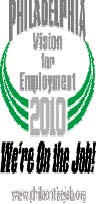 PHILADELPHIA
Vision
for
Employment
2010
We're On the Job!